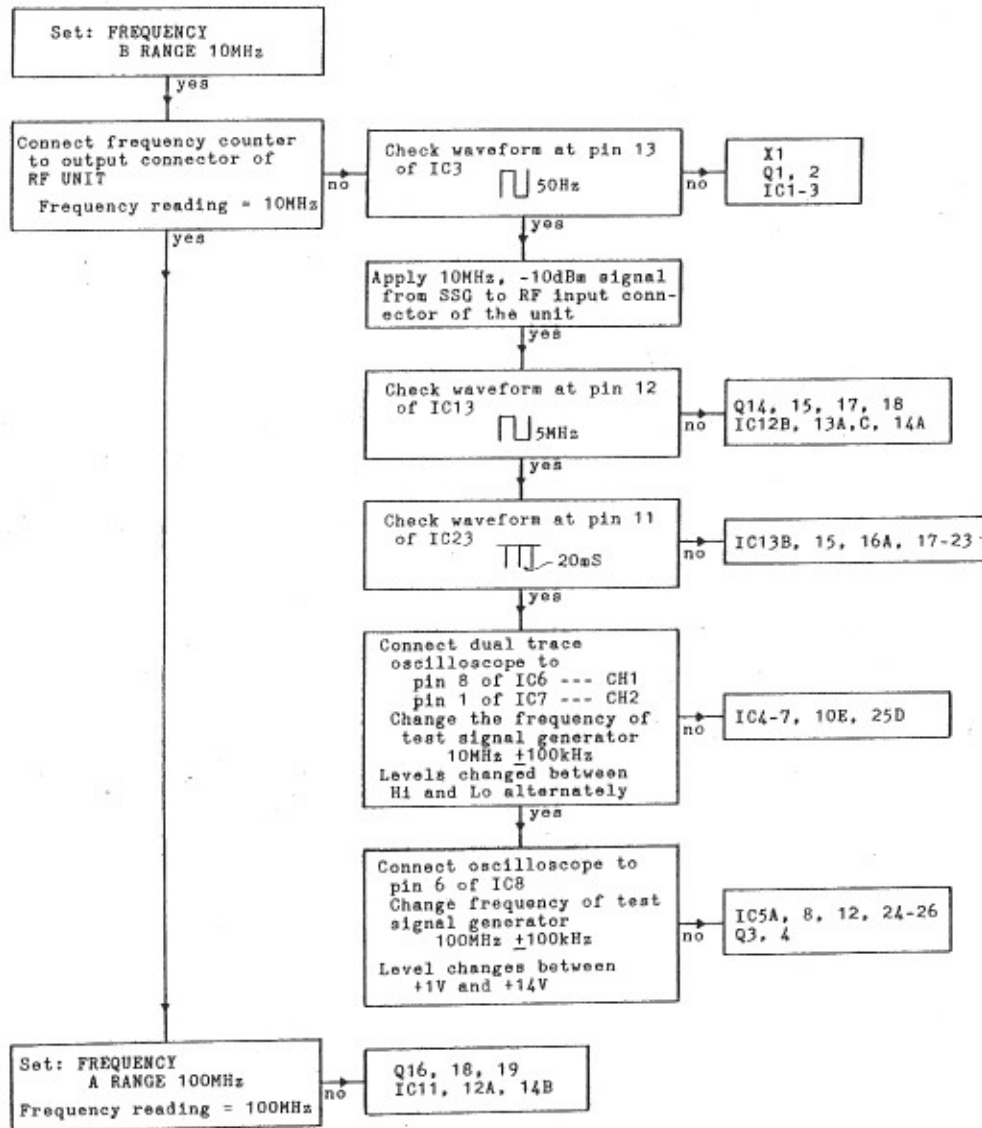 Set: FREQUENCY
B RANGE 10MHz
yes
Connect frequency counter
to output connector of
RF UNIT
Frequency reading = 10MHz
no
yes
Check waveform at pin 13
of IC3
50Hz
no
yes
X1
Q1, 2
IC1-3
Apply 10MHz, -10dBm signal
from SSG to RF input conn-
ector of the unit
yes
Check waveform at pin 12
of IC13
5MHz
no
yes
Q14, 15, 17, 18
IC12B, 13A,C, 14A
Check waveform at pin 11
of IC23
20mS
no
yes
IC13B, 15, 16A, 17-23
Connect dual trace
oscilloscope to
pin 8 of IC6 --- CH1
pin 1 of IC7 --- CH2
Change the frequency of
test signal generator
10MHz ±100kHz
Levels changed between
Hi and Lo alternately
no
yes
IC4-7, 10E, 25D
Connect oscilloscope to
pin 6 of IC8
Change frequency of test
signal generator
100MHz ±100kHz
Level changes between
+1V and +14V
no
IC5A, 8, 12, 24-26
Q3, 4
Set: FREQUENCY
A RANGE 100MHz
Frequency reading = 100MHz
no
Q16, 18, 19
IC11, 12A, 14B